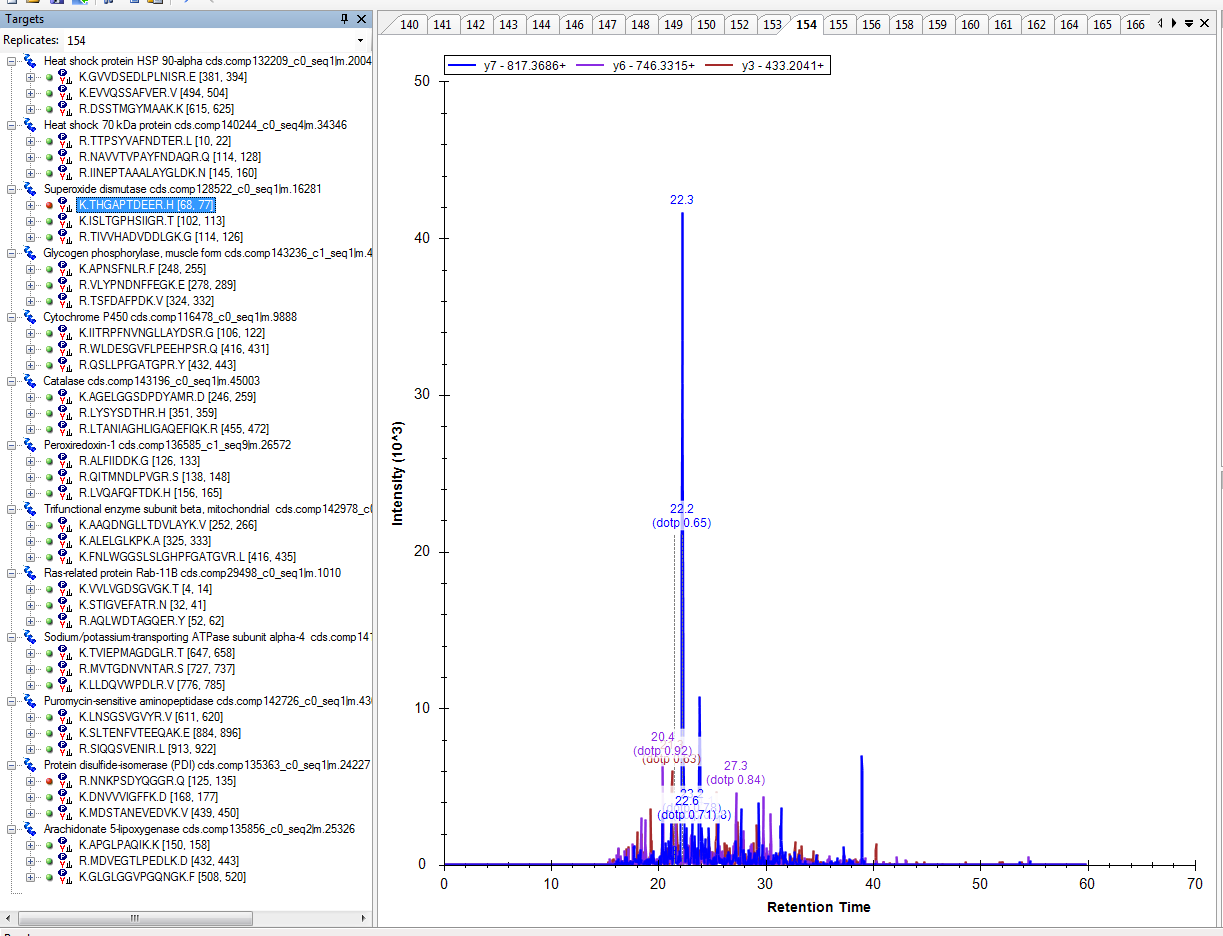 Targets
Replicates: 154
Heat shock protein HSP 90-alpha cds.comp132209_c0_seq1|m.2004
K.GVVDSEDLPLNISR.E [381, 394]
K.EVVQSSAFVER.V [494, 504]
R.DSSTMGYMAAK.K [615, 625]
Heat shock 70 kDa protein cds.comp140244_c0_seq4|m.34346
R.TTPSYVAFNDTER.L [10, 22]
R.NAVVTVPAYFNDAQR.Q [114, 128]
R.IINEPTAAALAYGLDK.N [145, 160]
Superoxide dismutase cds.comp128522_c0_seq1|m.16281
K.THGAPTDEER.H [68, 77]
K.ISLTGPHSIIGR.T [102, 113]
R.TIVVHADVDDLGK.G [114, 126]
Glycogen phosphorylase, muscle form cds.comp143236_c1_seq1|m.4
K.APNSFNLR.F [248, 255]
R.VLYPNDNFFEGK.E [278, 289]
R.TSFDAFPDK.V [324, 332]
Cytochrome P450 cds.comp116478_c0_seq1|m.9888
K.IITRPFNVNGLLAYDSR.G [106, 122]
R.WLDESGVFLPEEHPSR.Q [416, 431]
R.QSLLPFGATGPR.Y [432, 443]
Catalase cds.comp143196_c0_seq1|m.45003
K.AGELGGSDPDYAMR.D [246, 259]
R.LYSYSDTHR.H [351, 359]
R.LTANIAGHLIGAQEFIQK.R [455, 472]
Peroxiredoxin-1 cds.comp136585_c1_seq9|m.26572
R.ALFIIDDK.G [126, 133]
R.QITMNDLPVGR.S [138, 148]
R.LVQAFQFTDK.H [156, 165]
Trifunctional enzyme subunit beta, mitochondrial cds.comp142978_c0
K.AAQDNGLLTDVLAYK.V [252, 266]
K.ALELGLKPK.A [325, 333]
K.FNLWGGSLSLGHPFGATGVR.L [416, 435]
Ras-related protein Rab-11B cds.comp29498_c0_seq1|m.1010
K.VVLVGDSGVGK.T [4, 14]
K.STIGVEFATR.N [32, 41]
R.AQLWDTAGQER.Y [52, 62]
Sodium/potassium-transporting ATPase subunit alpha-4 cds.comp141
K.TVIEPMAGDGLR.T [647, 658]
R.MVTGDNVNTAR.S [727, 737]
K.LLDQVWPDLR.V [776, 785]
Puromycin-sensitive aminopeptidase cds.comp142726_c0_seq1|m.43
K.LNSGSVGVYR.V [611, 620]
K.SLTENFVTEEQAK.E [884, 896]
R.SIQQSVENIR.L [913, 922]
Protein disulfide-isomerase (PDI) cds.comp135363_c0_seq1|m.24227
R.NNKPSDYQGGR.Q [125, 135]
K.DNVVVIGFFK.D [168, 177]
K.MDSTANEVEDVK.V [439, 450]
Arachidonate 5-lipoxygenase cds.comp135856_c0_seq2|m.25326
K.APGLPAQIK.K [150, 158]
R.MDVEGTLPEDLK.D [432, 443]
K.GLGLGGVPGQNGK.F [508, 520]
140 141 142 143 144 146 147 148 149 150 152 153 154 155 156 158 159 160 161 162 164 165 166
y7 - 817.3686+ y6 - 746.3315+ y3 - 433.2041+
50
40
30
20
10
0
Intensity (10^3)
22.3
22.2
(dotp 0.65)
20.4
(dotp 0.92)
(dotp 0.63)
27.3
(dotp 0.84)
22.6
(dotp 0.71)
0 10 20 30 40 50 60 70
Retention Time